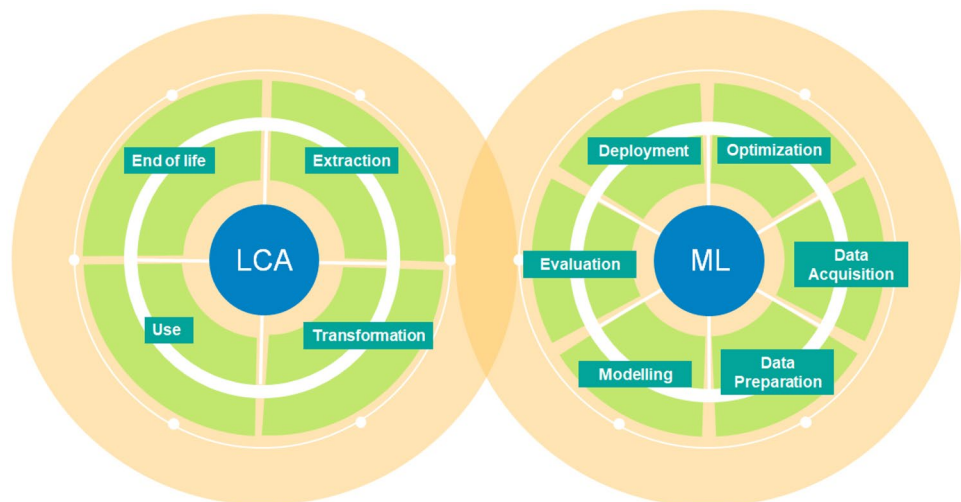 End of life
Extraction
LCA
Use
Transformation
Deployment
Optimization
Evaluation
ML
Data
Acquisition
Modelling
Data
Preparation